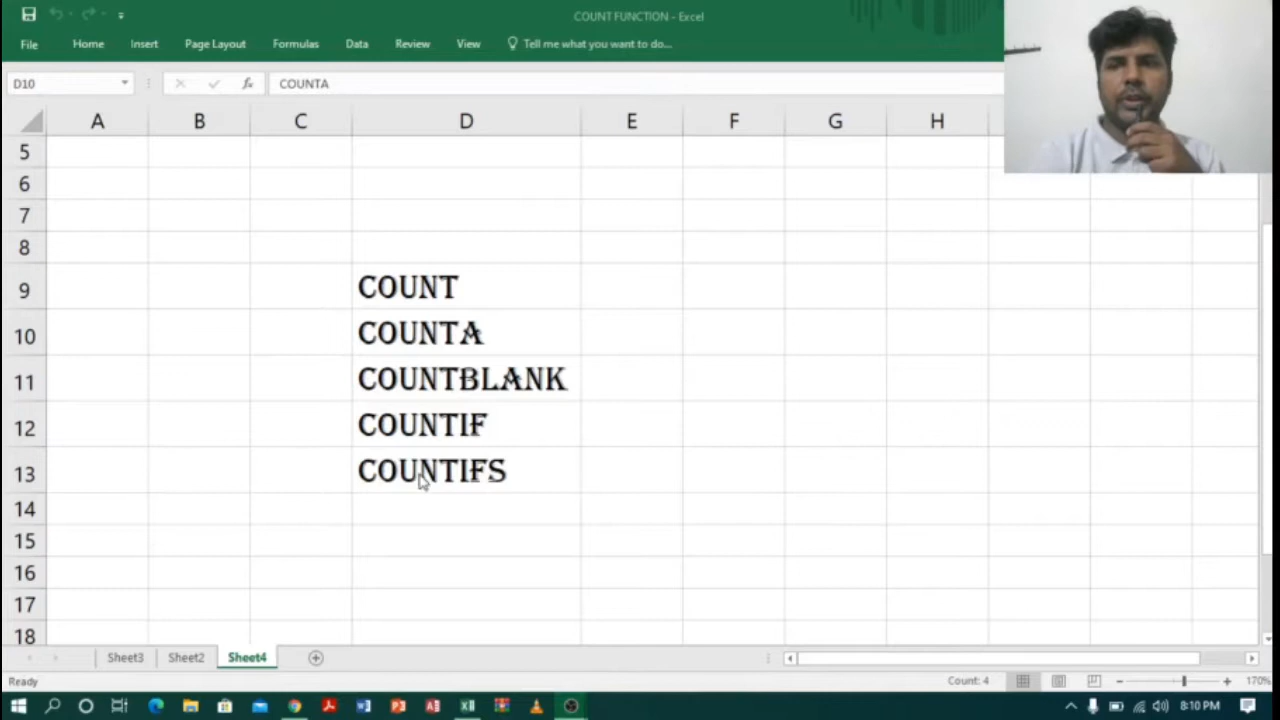 COUNT FUNCTION - Excel
File Home Insert Page Layout Formulas Data Review View Tell me what you want to do...
D10 fx COUNTA
A B C D E F G H
5
6
7
8
9 COUNT
10 COUNTA
11 COUNTBLANK
12 COUNTIF
13 COUNTIFS
14
15
16
17
18
Sheet3 Sheet2 Sheet4
Ready Count: 4 170%
8:10 PM